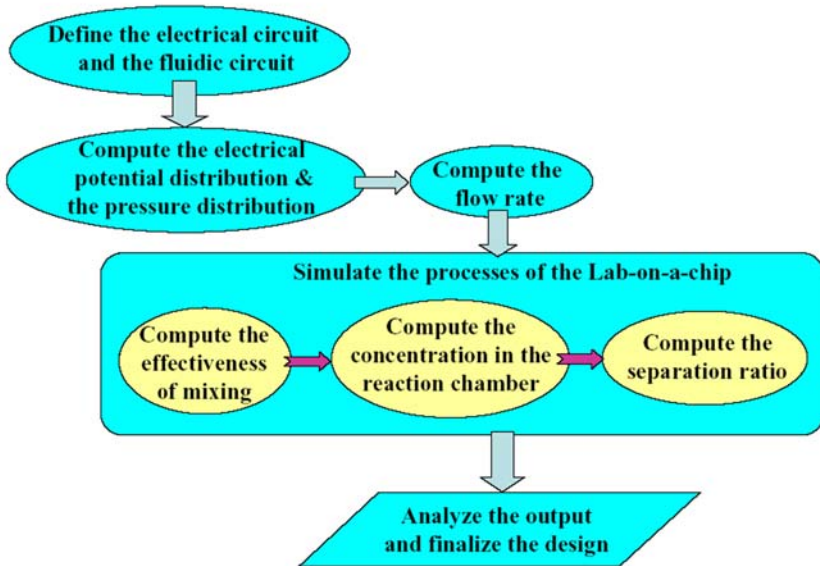 Define the electrical circuit
and the fluidic circuit
Compute the electrical
potential distribution &
the pressure distribution
Compute the
flow rate
Simulate the processes of the Lab-on-a-chip
Compute the
effectiveness
of mixing
Compute the
concentration in the
reaction chamber
Compute the
separation ratio
Analyze the output
and finalize the design